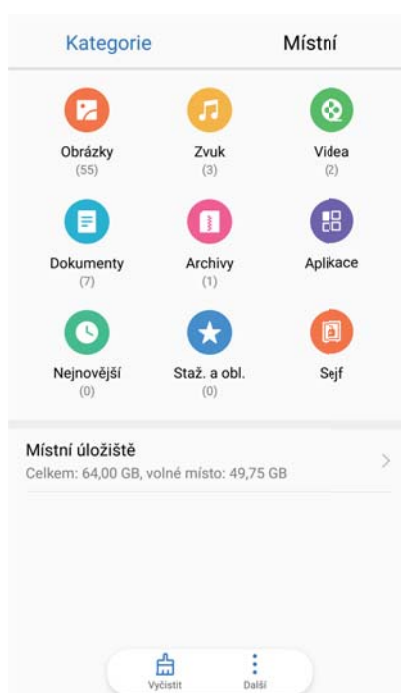 Kategorie Místní
Obrázky Zvuk Videa
(55) (3) (2)
Dokumenty Archivy Aplikace
(7) (1)
Nejnovější Staž. a obl. Sejf
(0) (0)
Místní úložiště
Celkem: 64,00 GB, volné místo: 49,75 GB
Vyčistit Další